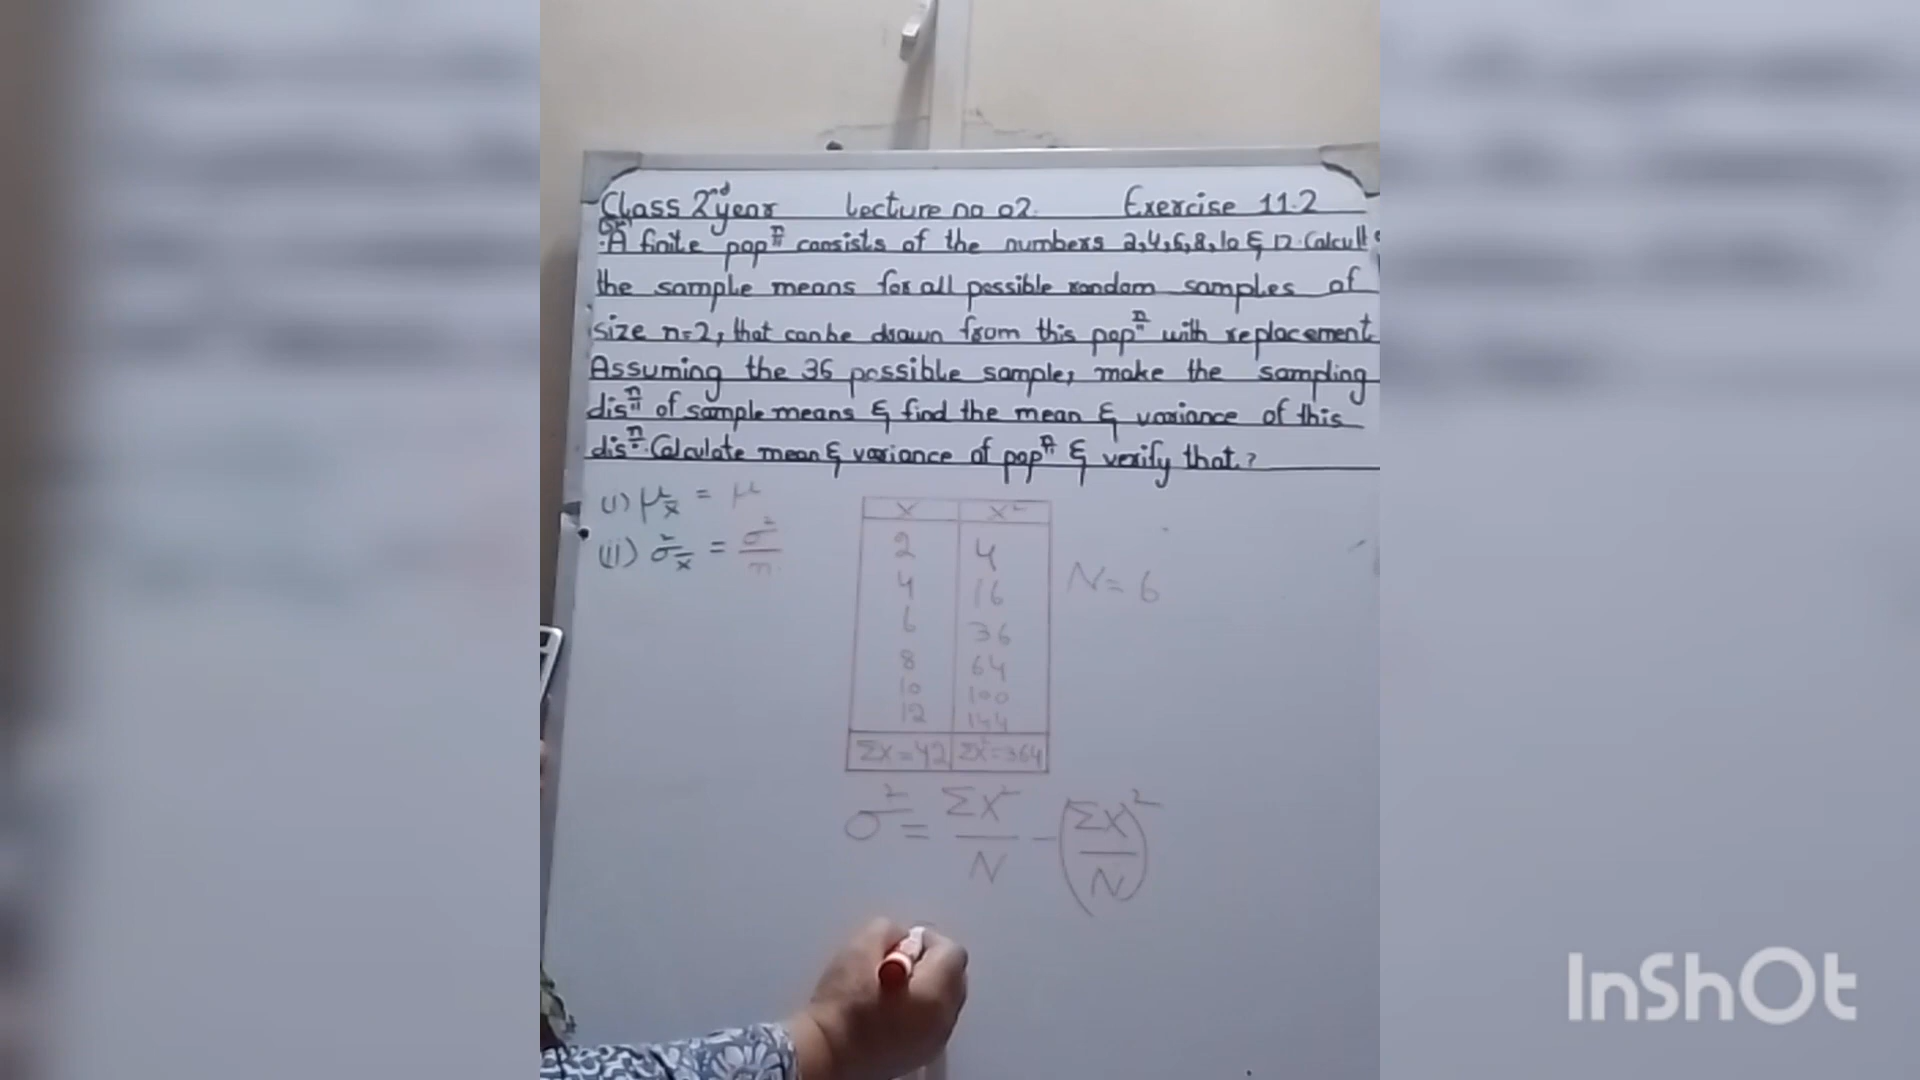 Class 2nd year Lecture no 02. Exercise 11.2
A finite popⁿ consists of the numbers 2,4,6,8,10 & 12. Calcult
the sample means for all possible random samples of
size n=2, that can be drawn from this popⁿ with replacement
Assuming the 36 possible sample, make the sampling
disⁿ of sample means & find the mean & variance of this
disⁿ. Calculate mean & variance of popⁿ & verify that?
(i) μx̄ = μ
(ii) σ²x̄ = σ²/n
X X²
2 4
4 16
6 36
8 64
10 100
12 144
ΣX=42 ΣX²=364
N=6
σ² = ΣX²/N - (ΣX/N)²
InShOt